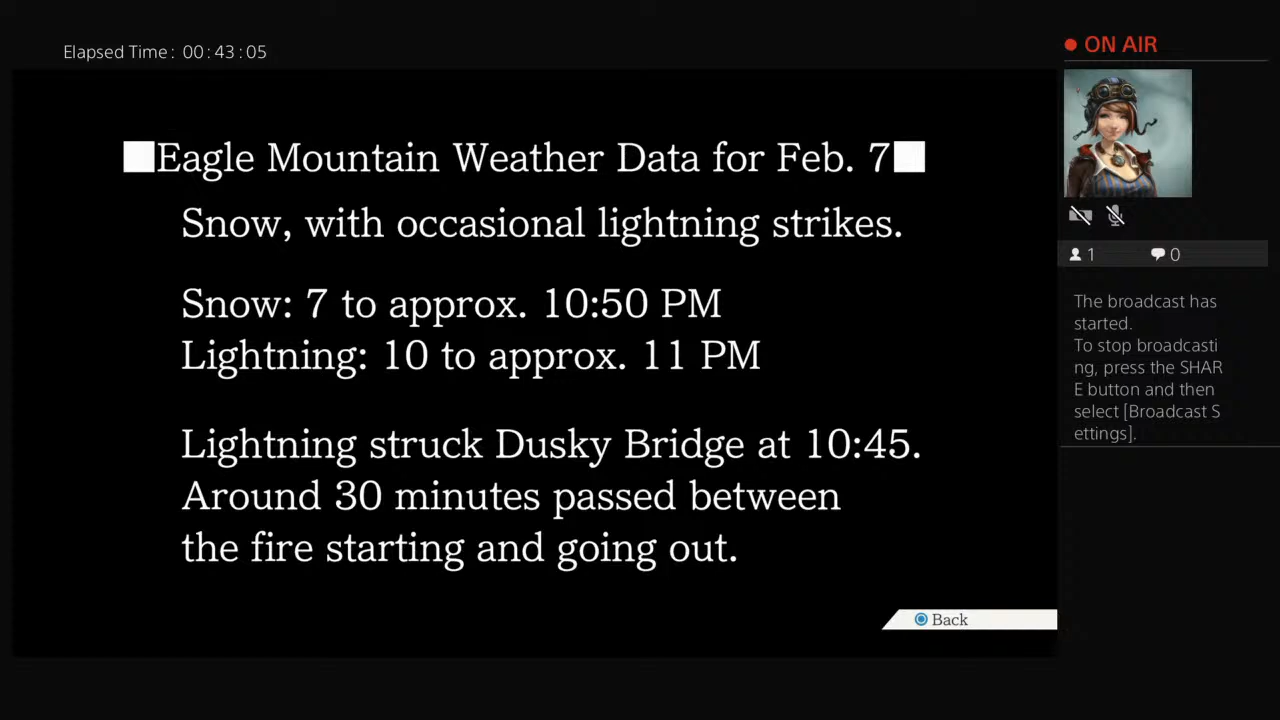 Elapsed Time: 00:43:05
ON AIR
■Eagle Mountain Weather Data for Feb. 7■
Snow, with occasional lightning strikes.
Snow: 7 to approx. 10:50 PM
Lightning: 10 to approx. 11 PM
Lightning struck Dusky Bridge at 10:45.
Around 30 minutes passed between
the fire starting and going out.
Back
1 0
The broadcast has
started.
To stop broadcasti
ng, press the SHAR
E button and then
select [Broadcast S
ettings].